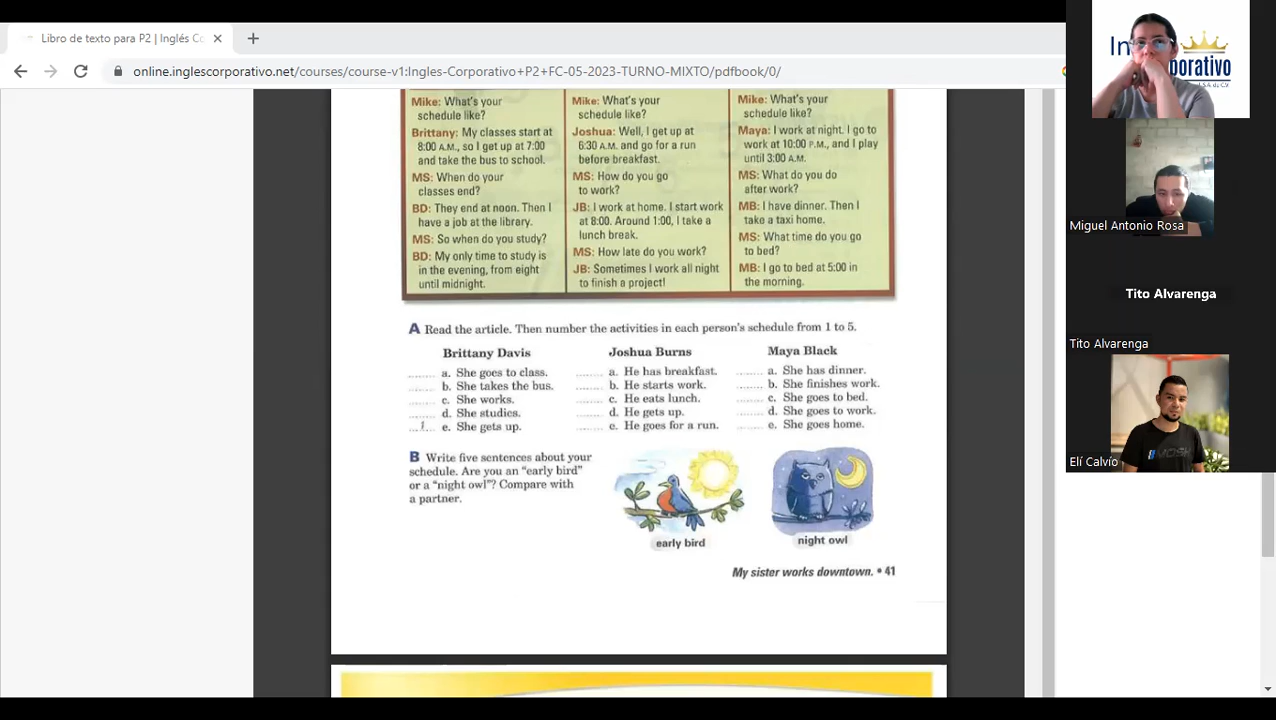 Libro de texto para P2 | Inglés Co
online.inglescorporativo.net/courses/course-v1:Ingles-Corporativo+P2+FC-05-2023-TURNO-MIXTO/pdfbook/0/
Mike: What's your
schedule like?
Brittany: My classes start at
8:00 A.M., so I get up at 7:00
and take the bus to school.
MS: When do your
classes end?
BD: They end at noon. Then I
have a job at the library.
MS: So when do you study?
BD: My only time to study is
in the evening, from eight
until midnight.
Mike: What's your
schedule like?
Joshua: Well, I get up at
6:30 A.M. and go for a run
before breakfast.
MS: How do you go
to work?
JB: I work at home. I start work
at 8:00. Around 1:00, I take a
lunch break.
MS: How late do you work?
JB: Sometimes I work all night
to finish a project!
Mike: What's your
schedule like?
Maya: I work at night. I go to
work at 10:00 P.M., and I play
until 3:00 A.M.
MS: What do you do
after work?
MB: I have dinner. Then I
take a taxi home.
MS: What time do you go
to bed?
MB: I go to bed at 5:00 in
the morning.
A Read the article. Then number the activities in each person's schedule from 1 to 5.
Brittany Davis
a. She goes to class.
b. She takes the bus.
c. She works.
d. She studies.
1 e. She gets up.
Joshua Burns
a. He has breakfast.
b. He starts work.
c. He eats lunch.
d. He gets up.
e. He goes for a run.
Maya Black
a. She has dinner.
b. She finishes work.
c. She goes to bed.
d. She goes to work.
e. She goes home.
B Write five sentences about your
schedule. Are you an "early bird"
or a "night owl"? Compare with
a partner.
early bird
night owl
My sister works downtown. • 41
In
porativo
S.A. de C.V.
Miguel Antonio Rosa
Tito Alvarenga
Tito Alvarenga
Elí Calvío